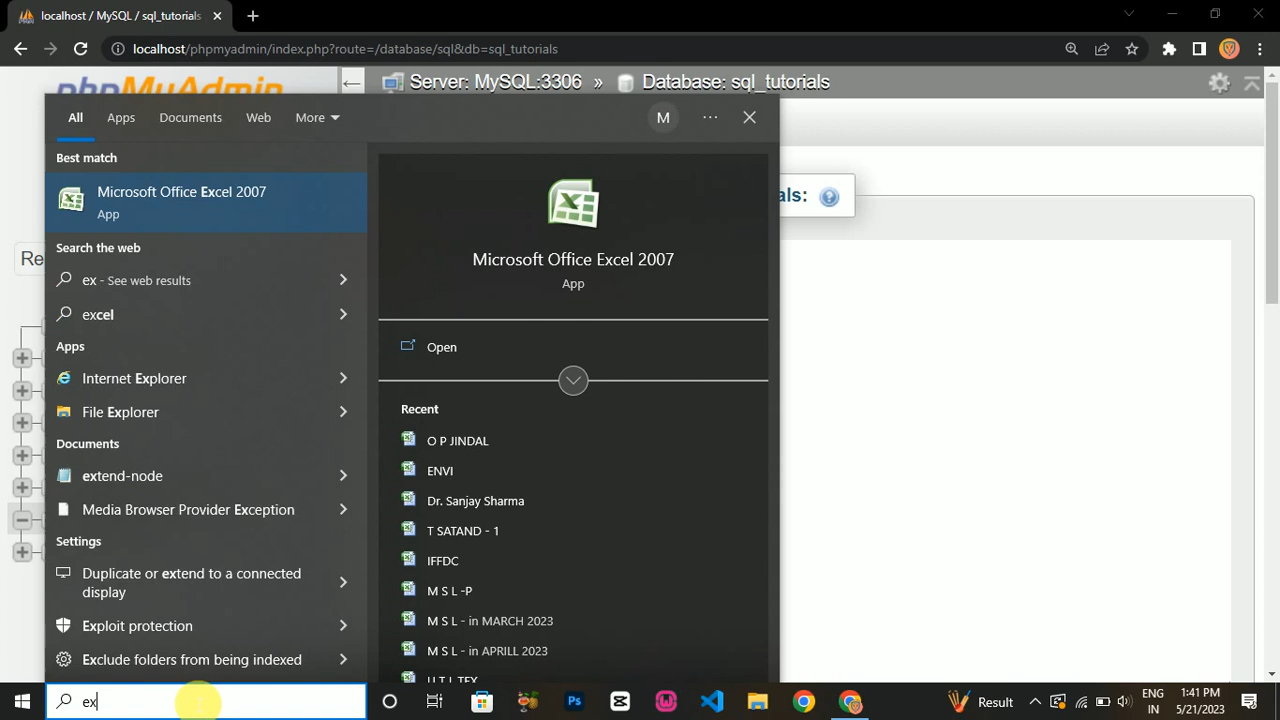 localhost / MySQL / sql_tutorials
localhost/phpmyadmin/index.php?route=/database/sql&db=sql_tutorials
phpMyAdmin
Server: MySQL:3306 » Database: sql_tutorials
All Apps Documents Web More M
Best match
Microsoft Office Excel 2007
App
als:
Search the web
Re
ex - See web results
excel
Microsoft Office Excel 2007
App
Apps
Open
Internet Explorer
File Explorer
Recent
Documents
O P JINDAL
extend-node
ENVI
Media Browser Provider Exception
Dr. Sanjay Sharma
T SATAND - 1
Settings
IFFDC
Duplicate or extend to a connected
display
M S L -P
Exploit protection
M S L - in MARCH 2023
Exclude folders from being indexed
M S L - in APRILL 2023
ex
Result
ENG
IN
1:41 PM
5/21/2023